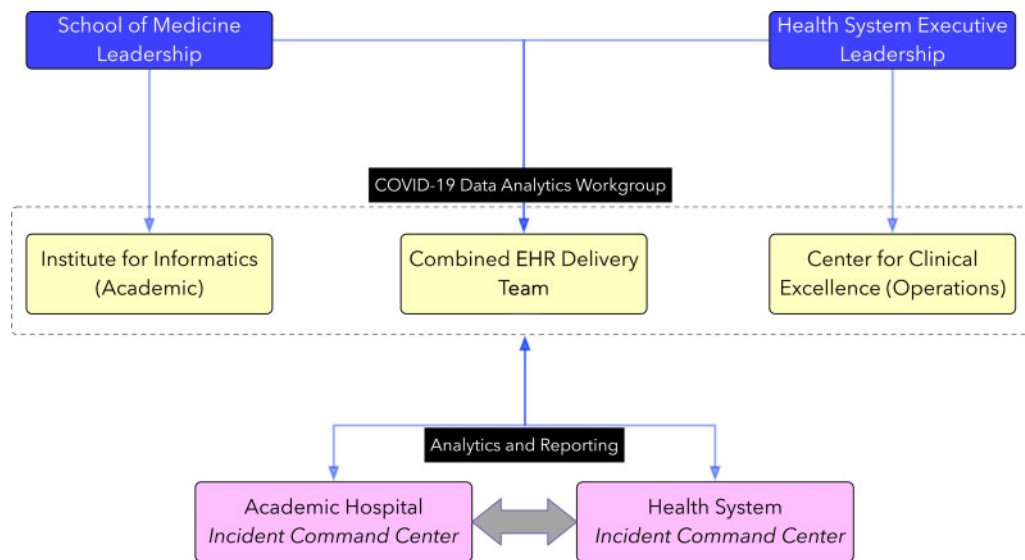 School of Medicine
Leadership
Health System Executive
Leadership
COVID-19 Data Analytics Workgroup
Institute for Informatics
(Academic)
Combined EHR Delivery
Team
Center for Clinical
Excellence (Operations)
Analytics and Reporting
Academic Hospital
Incident Command Center
Health System
Incident Command Center